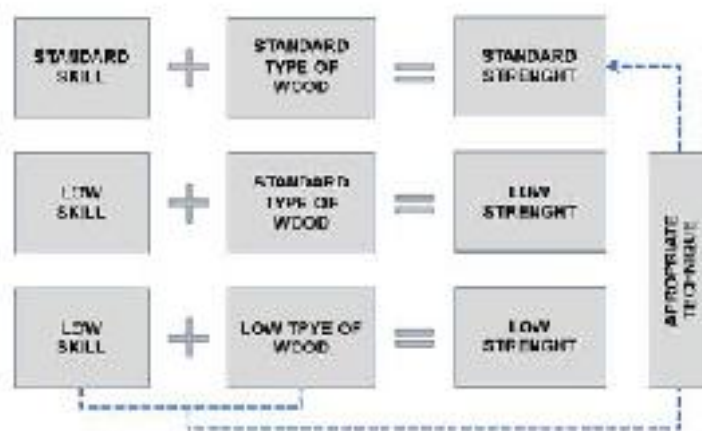 STANDARD
SKILL
+
STANDARD
TYPE OF
WOOD
=
STANDARD
STRENGHT
LOW
SKILL
+
STANDARD
TYPE OF
WOOD
=
LOW
STRENGHT
LOW
SKILL
+
LOW TPYE OF
WOOD
=
LOW
STRENGHT
APROPRIATE
TECHNIQUE